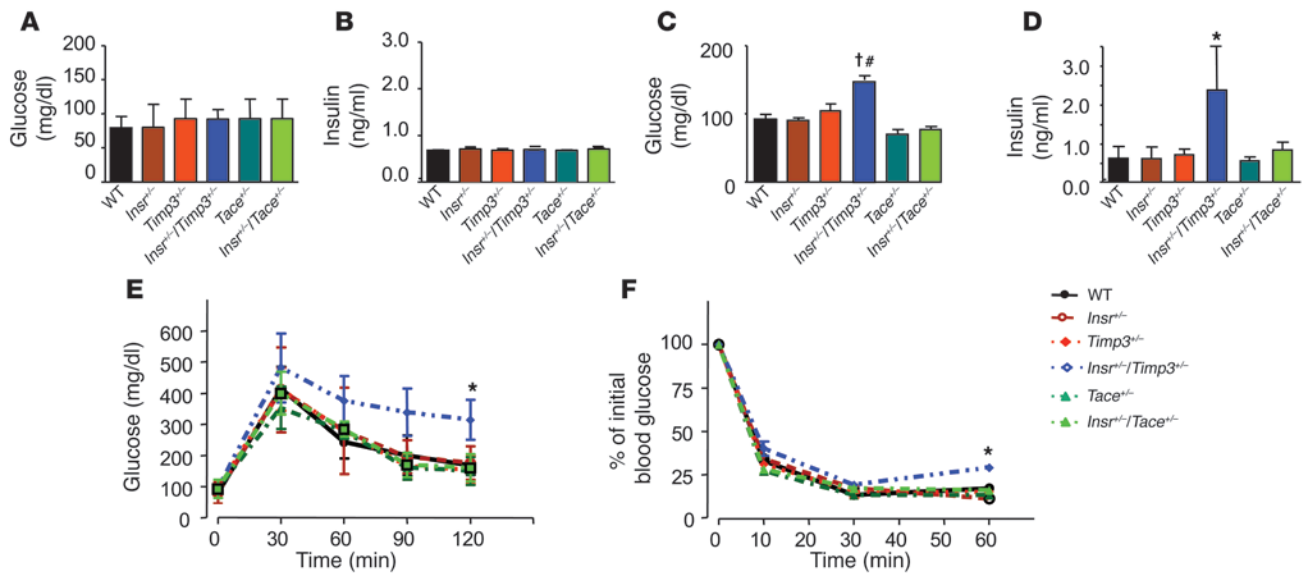 A
Glucose
(mg/dl)
200
150
100
50
0
WT
Insr+/–
Timp3+/–
Insr+/–/Timp3+/–
Tace+/–
Insr+/–/Tace+/–
B
Insulin
(ng/ml)
3.0
2.0
1.0
0.0
WT
Insr+/–
Timp3+/–
Insr+/–/Timp3+/–
Tace+/–
Insr+/–/Tace+/–
C
Glucose
(mg/dl)
200
100
0
†#
WT
Insr+/–
Timp3+/–
Insr+/–/Timp3+/–
Tace+/–
Insr+/–/Tace+/–
D
Insulin
(ng/ml)
3.0
2.0
1.0
0.0
*
WT
Insr+/–
Timp3+/–
Insr+/–/Timp3+/–
Tace+/–
Insr+/–/Tace+/–
E
Glucose (mg/dl)
600
500
400
300
200
100
0
*
0 30 60 90 120
Time (min)
F
% of initial
blood glucose
100
75
50
25
0
*
0 10 20 30 40 50 60
Time (min)
WT
Insr+/–
Timp3+/–
Insr+/–/Timp3+/–
Tace+/–
Insr+/–/Tace+/–